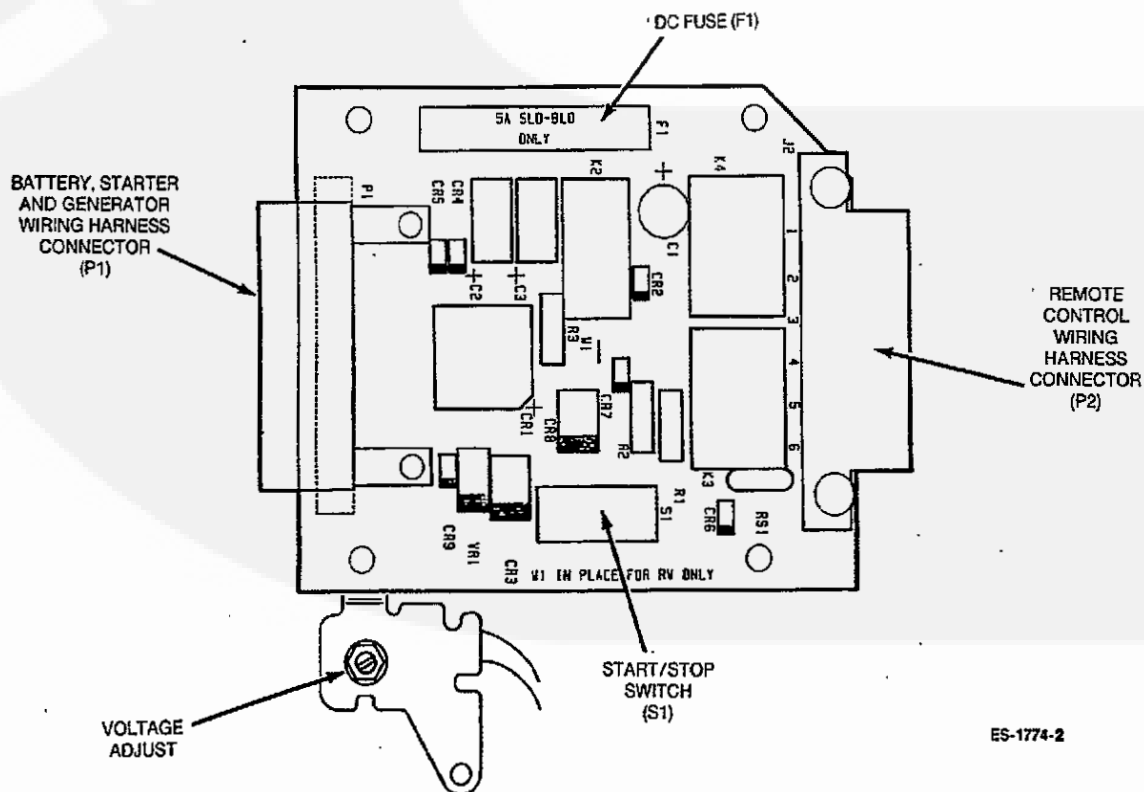 DC FUSE (F1)
5A SLO-BLO
ONLY
F1
J2
K2
K4
BATTERY, STARTER
AND GENERATOR
WIRING HARNESS
CONNECTOR
(P1)
P1
CR5
CR4
+
C1
1
+C2
+C3
CR2
2
REMOTE
CONTROL
WIRING
HARNESS
CONNECTOR
(P2)
3
R3
W1
4
+
CR1
CR8
CR7
5
R2
6
K3
R1
S1
CR6
RS1
CR9
VR1
CR3
W1 IN PLACE FOR RV ONLY
START/STOP
SWITCH
(S1)
VOLTAGE
ADJUST
ES-1774-2